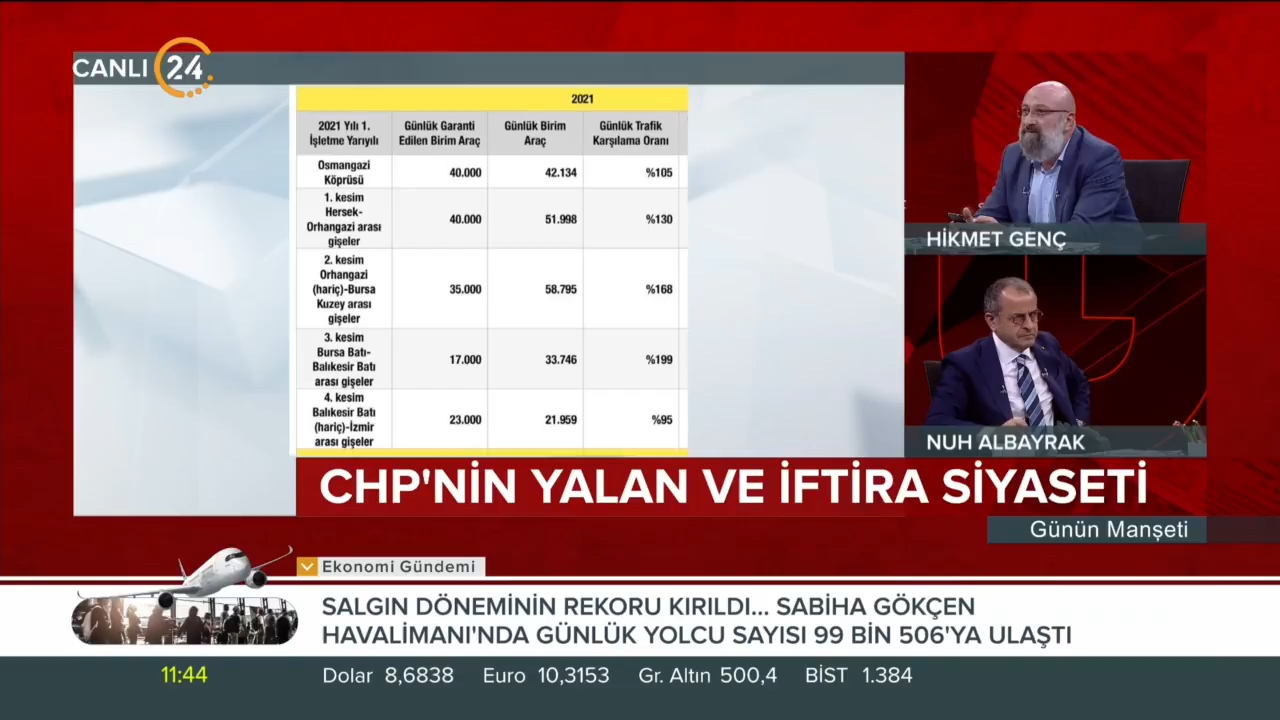 CANLI 24
2021
2021 Yılı 1. İşletme Yarıyılı
Günlük Garanti Edilen Birim Araç
Günlük Birim Araç
Günlük Trafik Karşılama Oranı
Osmangazi Köprüsü
40.000
42.134
%105
1. kesim Hersek-Orhangazi arası gişeler
40.000
51.998
%130
2. kesim Orhangazi (hariç)-Bursa Kuzey arası gişeler
35.000
58.795
%168
3. kesim Bursa Batı-Balıkesir Batı arası gişeler
17.000
33.746
%199
4. kesim Balıkesir Batı (hariç)-İzmir arası gişeler
23.000
21.959
%95
HİKMET GENÇ
NUH ALBAYRAK
CHP'NİN YALAN VE İFTİRA SİYASETİ
Günün Manşeti
Ekonomi Gündemi
SALGIN DÖNEMİNİN REKORU KIRILDI... SABİHA GÖKÇEN
HAVALİMANI'NDA GÜNLÜK YOLCU SAYISI 99 BİN 506'YA ULAŞTI
11:44 Dolar 8,6838 Euro 10,3153 Gr. Altın 500,4 BİST 1.384